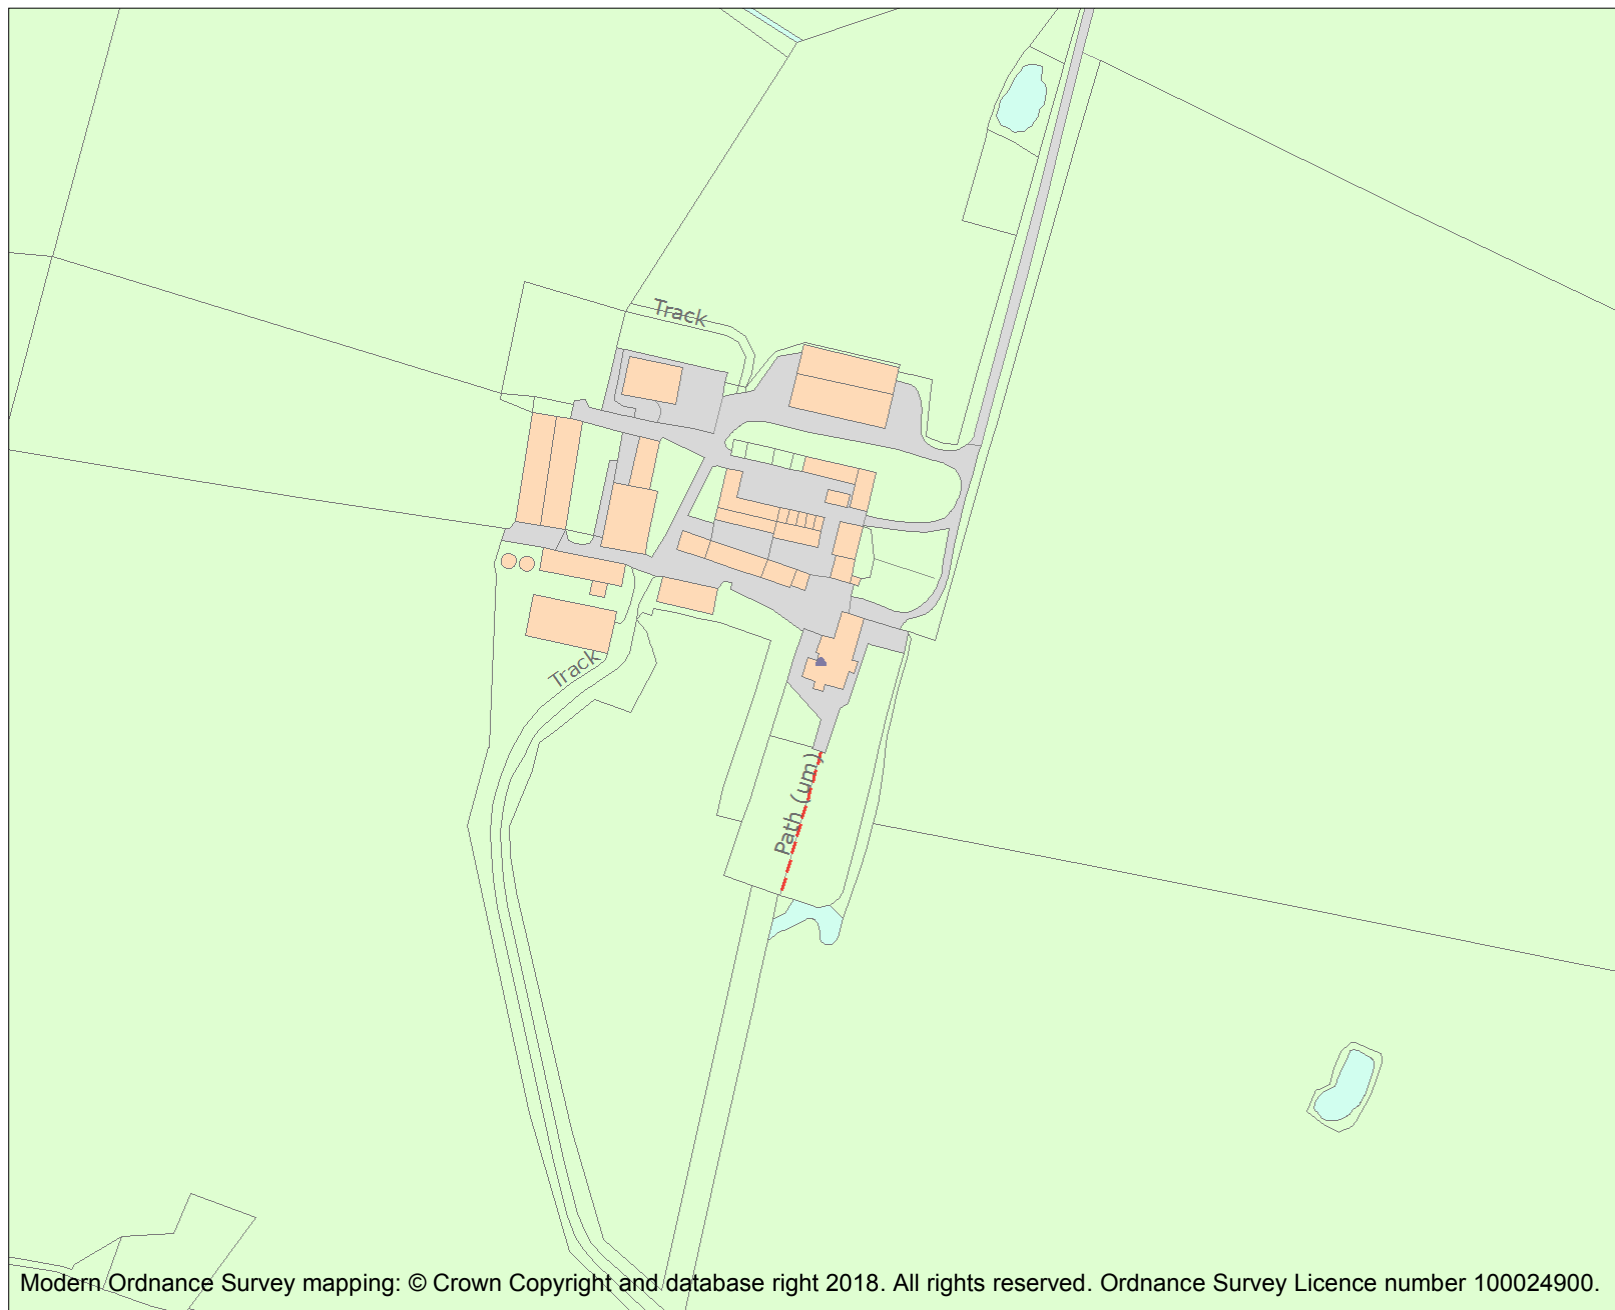 Track
Track
Path (um)
Modern Ordnance Survey mapping: © Crown Copyright and database right 2018. All rights reserved. Ordnance Survey Licence number 100024900.